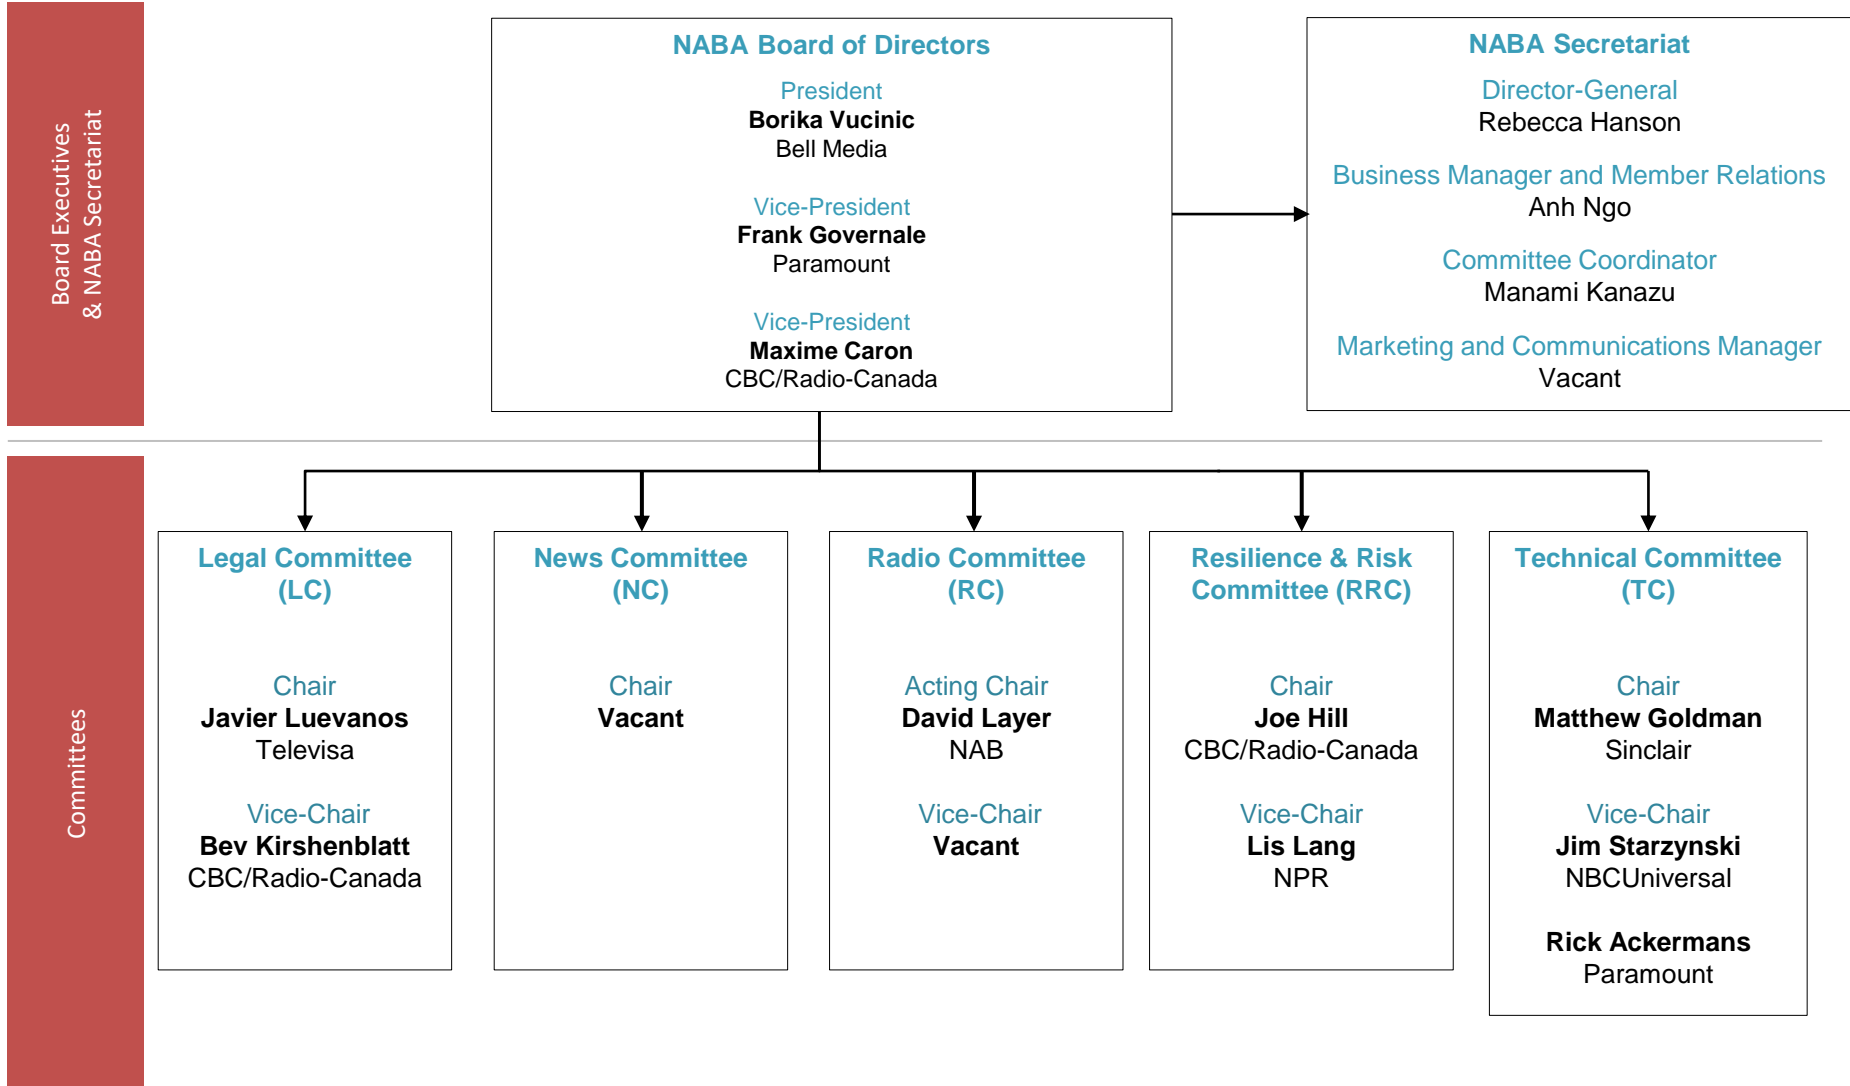 Board Executives
& NABA Secretariat
NABA Board of Directors
President
Borika Vucinic
Bell Media
Vice-President
Frank Governale
Paramount
Vice-President
Maxime Caron
CBC/Radio-Canada
NABA Secretariat
Director-General
Rebecca Hanson
Business Manager and Member Relations
Anh Ngo
Committee Coordinator
Manami Kanazu
Marketing and Communications Manager
Vacant
Committees
Legal Committee
(LC)
Chair
Javier Luevanos
Televisa
Vice-Chair
Bev Kirshenblatt
CBC/Radio-Canada
News Committee
(NC)
Chair
Vacant
Radio Committee
(RC)
Acting Chair
David Layer
NAB
Vice-Chair
Vacant
Resilience & Risk
Committee (RRC)
Chair
Joe Hill
CBC/Radio-Canada
Vice-Chair
Lis Lang
NPR
Technical Committee
(TC)
Chair
Matthew Goldman
Sinclair
Vice-Chair
Jim Starzynski
NBCUniversal
Rick Ackermans
Paramount